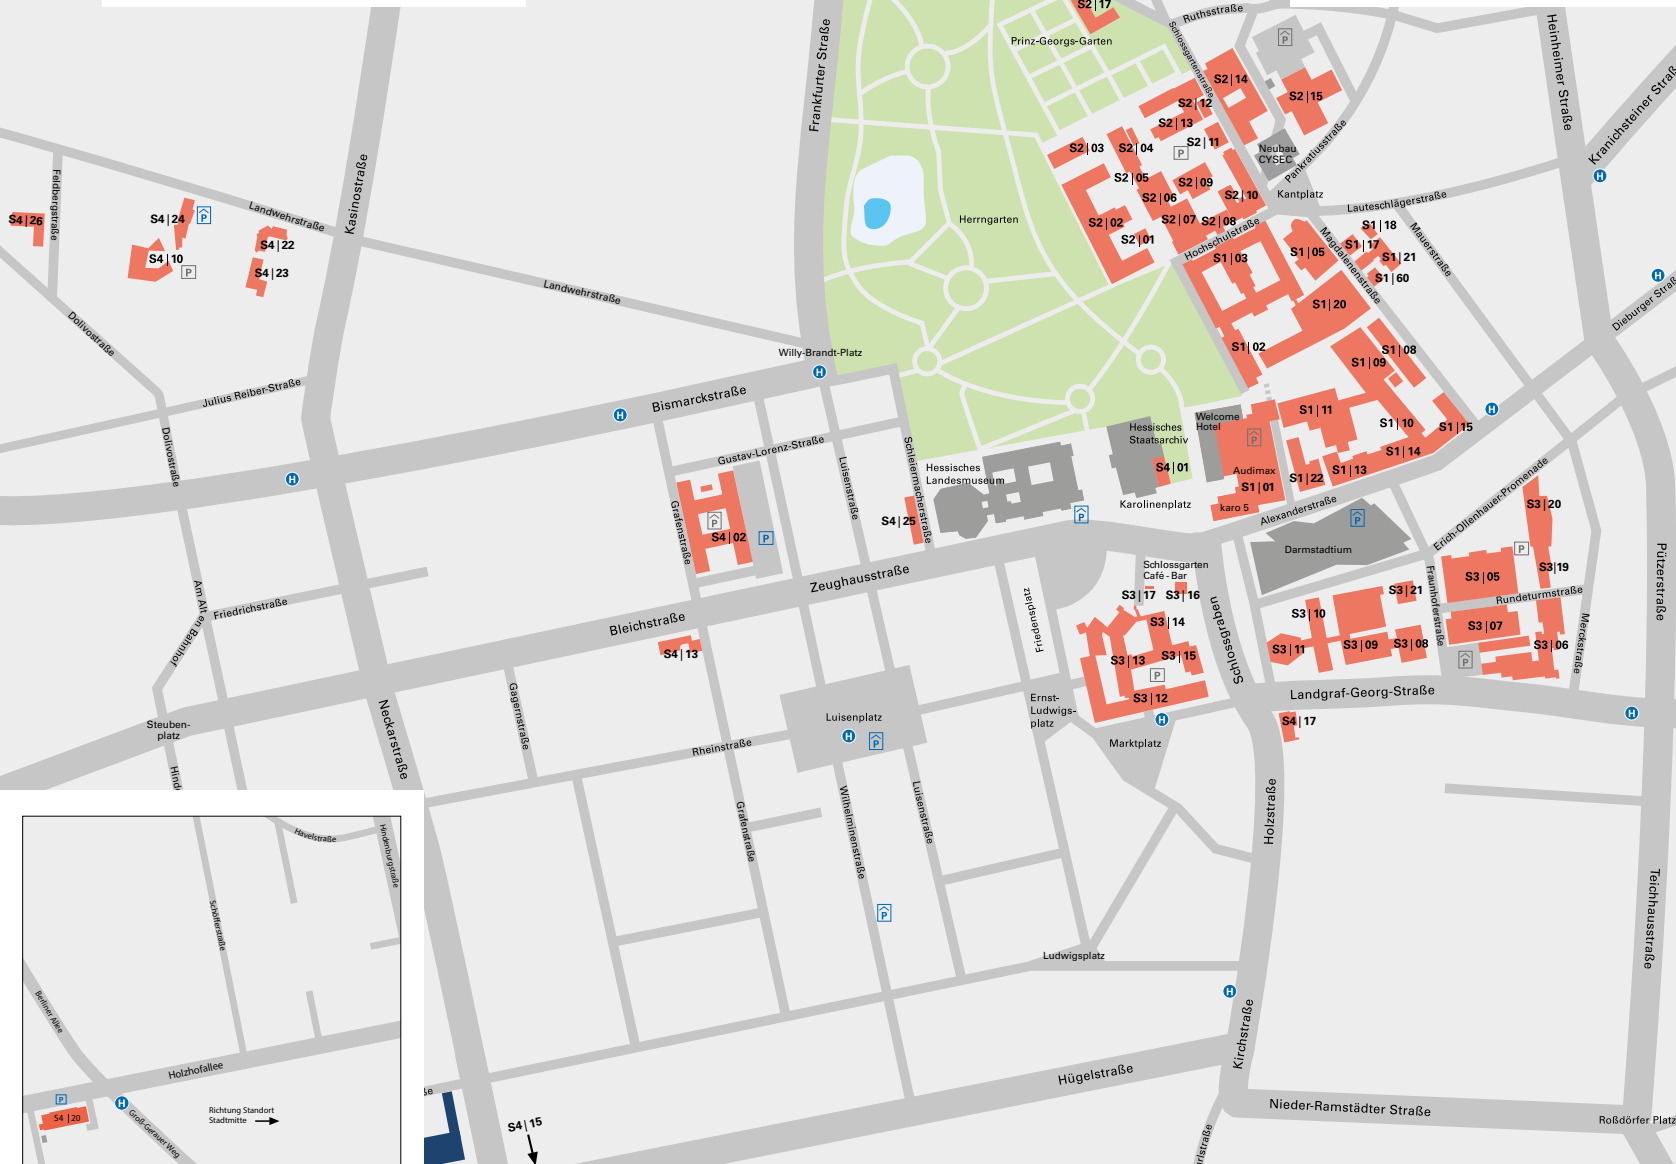 S2|17
Ruthsstraße
Prinz-Georgs-Garten
Schlossgartenstraße
Frankfurter Straße
Heinheimer Straße
Kranichsteiner Straß
P
S2|14
S2|15
S2|12
S2|13
S2|11
S2|03
S2|04
P
Neubau
CYSEC
Pankratiusstraße
S2|05
S2|09
S2|06
S2|10
Kantplatz
H
Lauteschlägerstraße
S2|02
S2|07
S2|08
S2|01
Hochschulstraße
Herrngarten
Feldbergstraße
S4|26
S4|24
P
Landwehrstraße
Kasinostraße
S4|22
S4|10
P
S4|23
S1|18
S1|17
S1|21
S1|60
S1|05
S1|03
Magdalenenstraße
Mauerstraße
H
Dieburger Straß
S1|20
Landwehrstraße
Dolivostraße
Willy-Brandt-Platz
H
S1|02
S1|08
S1|09
Julius Reiber-Straße
Bismarckstraße
H
H
S1|11
S1|10
S1|15
S1|14
S1|13
S1|22
Welcome
Hotel
P
Hessisches
Staatsarchiv
S4|01
Audimax
S1|01
karo 5
Karolinenplatz
Alexanderstraße
Dolivostraße
H
Gustav-Lorenz-Straße
Luisenstraße
Schleiermacherstraße
Hessisches
Landesmuseum
Grafenstraße
P
S4|02
P
S4|25
P
P
Darmstadtium
Erich-Ollenhauer-Promenade
S3|20
P
S3|19
S3|05
Rundeturmstraße
Fraunhoferstraße
S3|07
S3|06
P
Merckstraße
Pützerstraße
S3|21
S3|10
S3|11
S3|09
S3|08
Zeughausstraße
Friedensplatz
Schlossgarten
Café - Bar
S3|17
S3|16
S3|14
S3|13
S3|15
P
S3|12
Schlossgraben
Am Alten Bahnhof
Friedrichstraße
Bleichstraße
S4|13
Landgraf-Georg-Straße
H
S4|17
Ernst-
Ludwigs-
platz
H
Marktplatz
Luisenplatz
H
P
Steuben-
platz
Hinde
Neckarstraße
Gagernstraße
Rheinstraße
Grafenstraße
Wilhelminenstraße
Luisenstraße
Holzstraße
Teichhausstraße
P
Ludwigsplatz
H
Kirchstraße
Hügelstraße
Nieder-Ramstädter Straße
Roßdörfer Platz
rlstraße
ße
S4|15
Havelstraße
Hindenburgstraße
Schöfferstraße
Berliner Allee
Holzhofallee
P
S4|20
H
Groß-Gerauer Weg
Richtung Standort
Stadtmitte